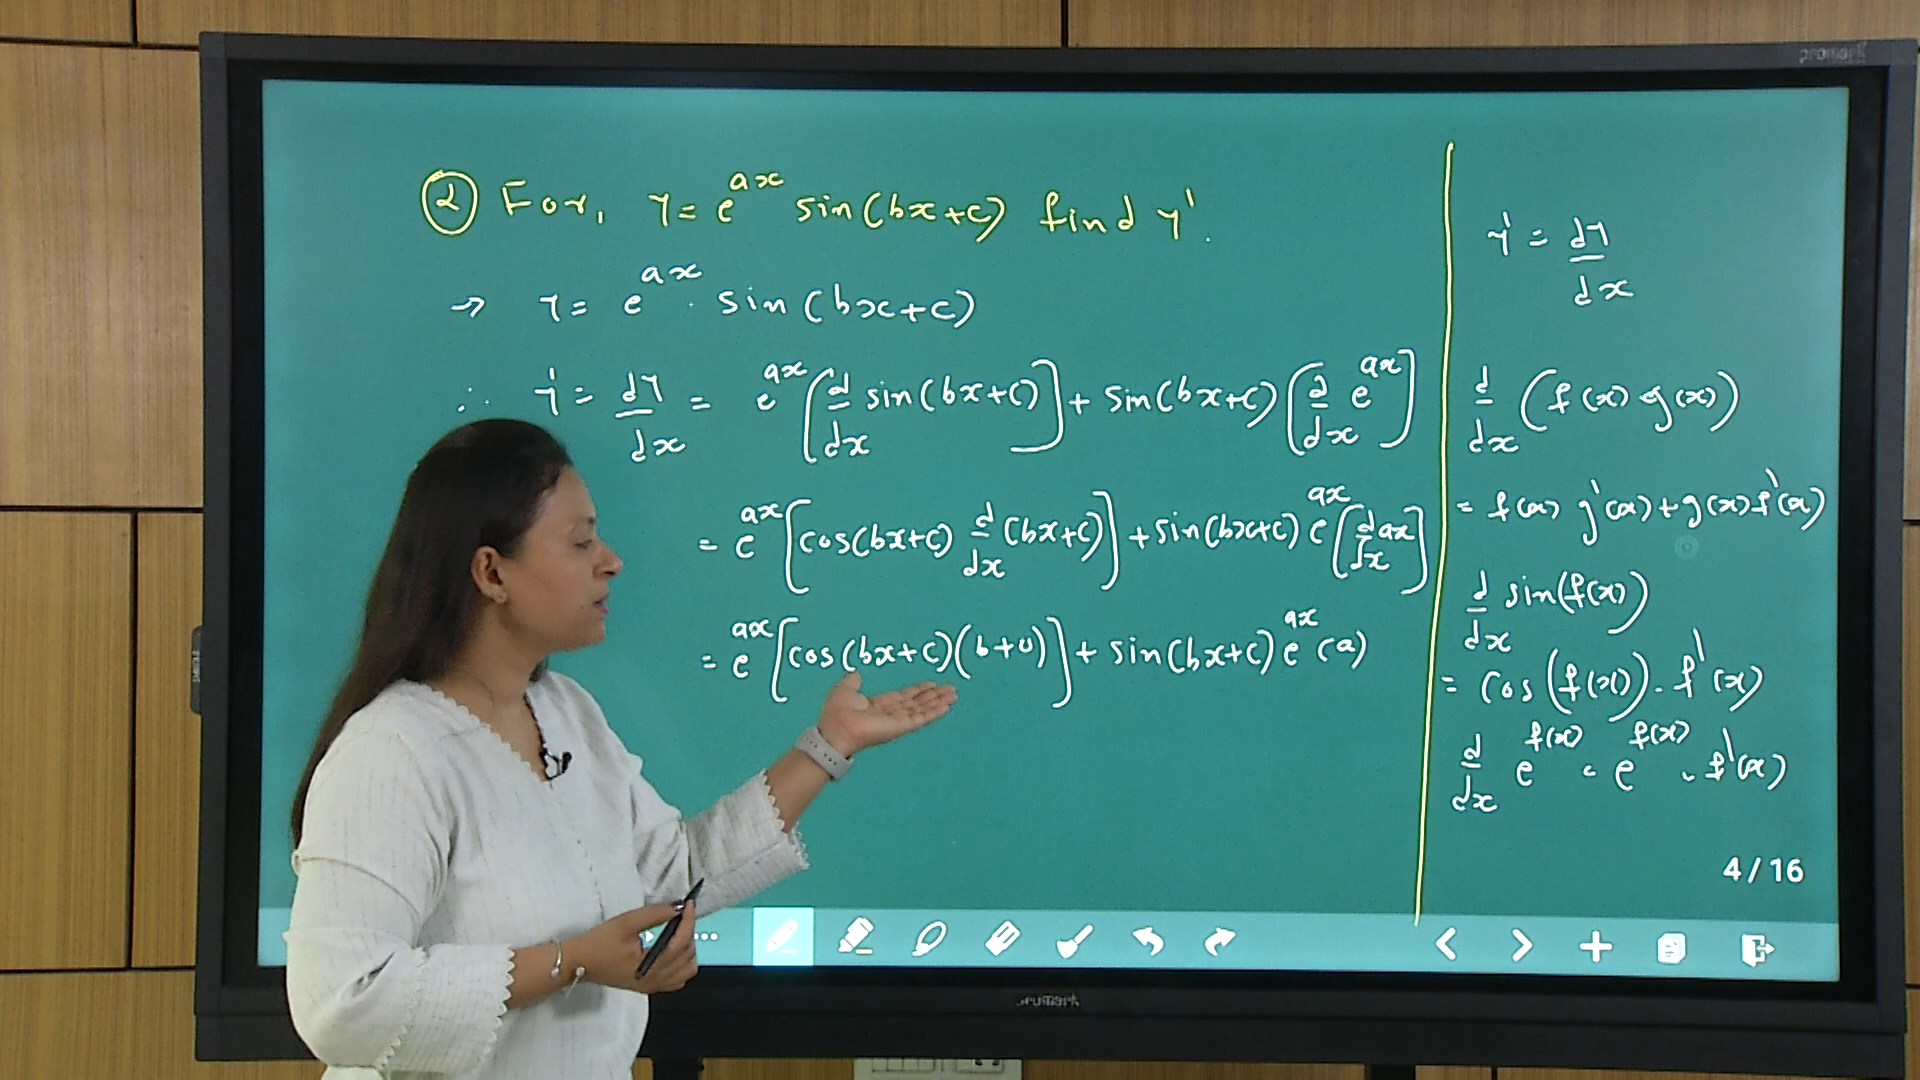 promark
② For, y = e^ax sin(bx+c) find y'.
→ y = e^ax · sin(bx+c)
∴ y' = dy/dx = e^ax [d/dx sin(bx+c)] + sin(bx+c) [d/dx e^ax]
= e^ax [cos(bx+c) d/dx (bx+c)] + sin(bx+c) e^ax [d/dx ax]
= e^ax [cos(bx+c)(b+0)] + sin(bx+c) e^ax (a)
y' = dy/dx
d/dx (f(x) g(x))
= f(x) g'(x) + g(x) f'(x)
d/dx sin(f(x))
= cos(f(x)) · f'(x)
d/dx e^f(x) = e^f(x) · f'(x)
4 / 16
promark